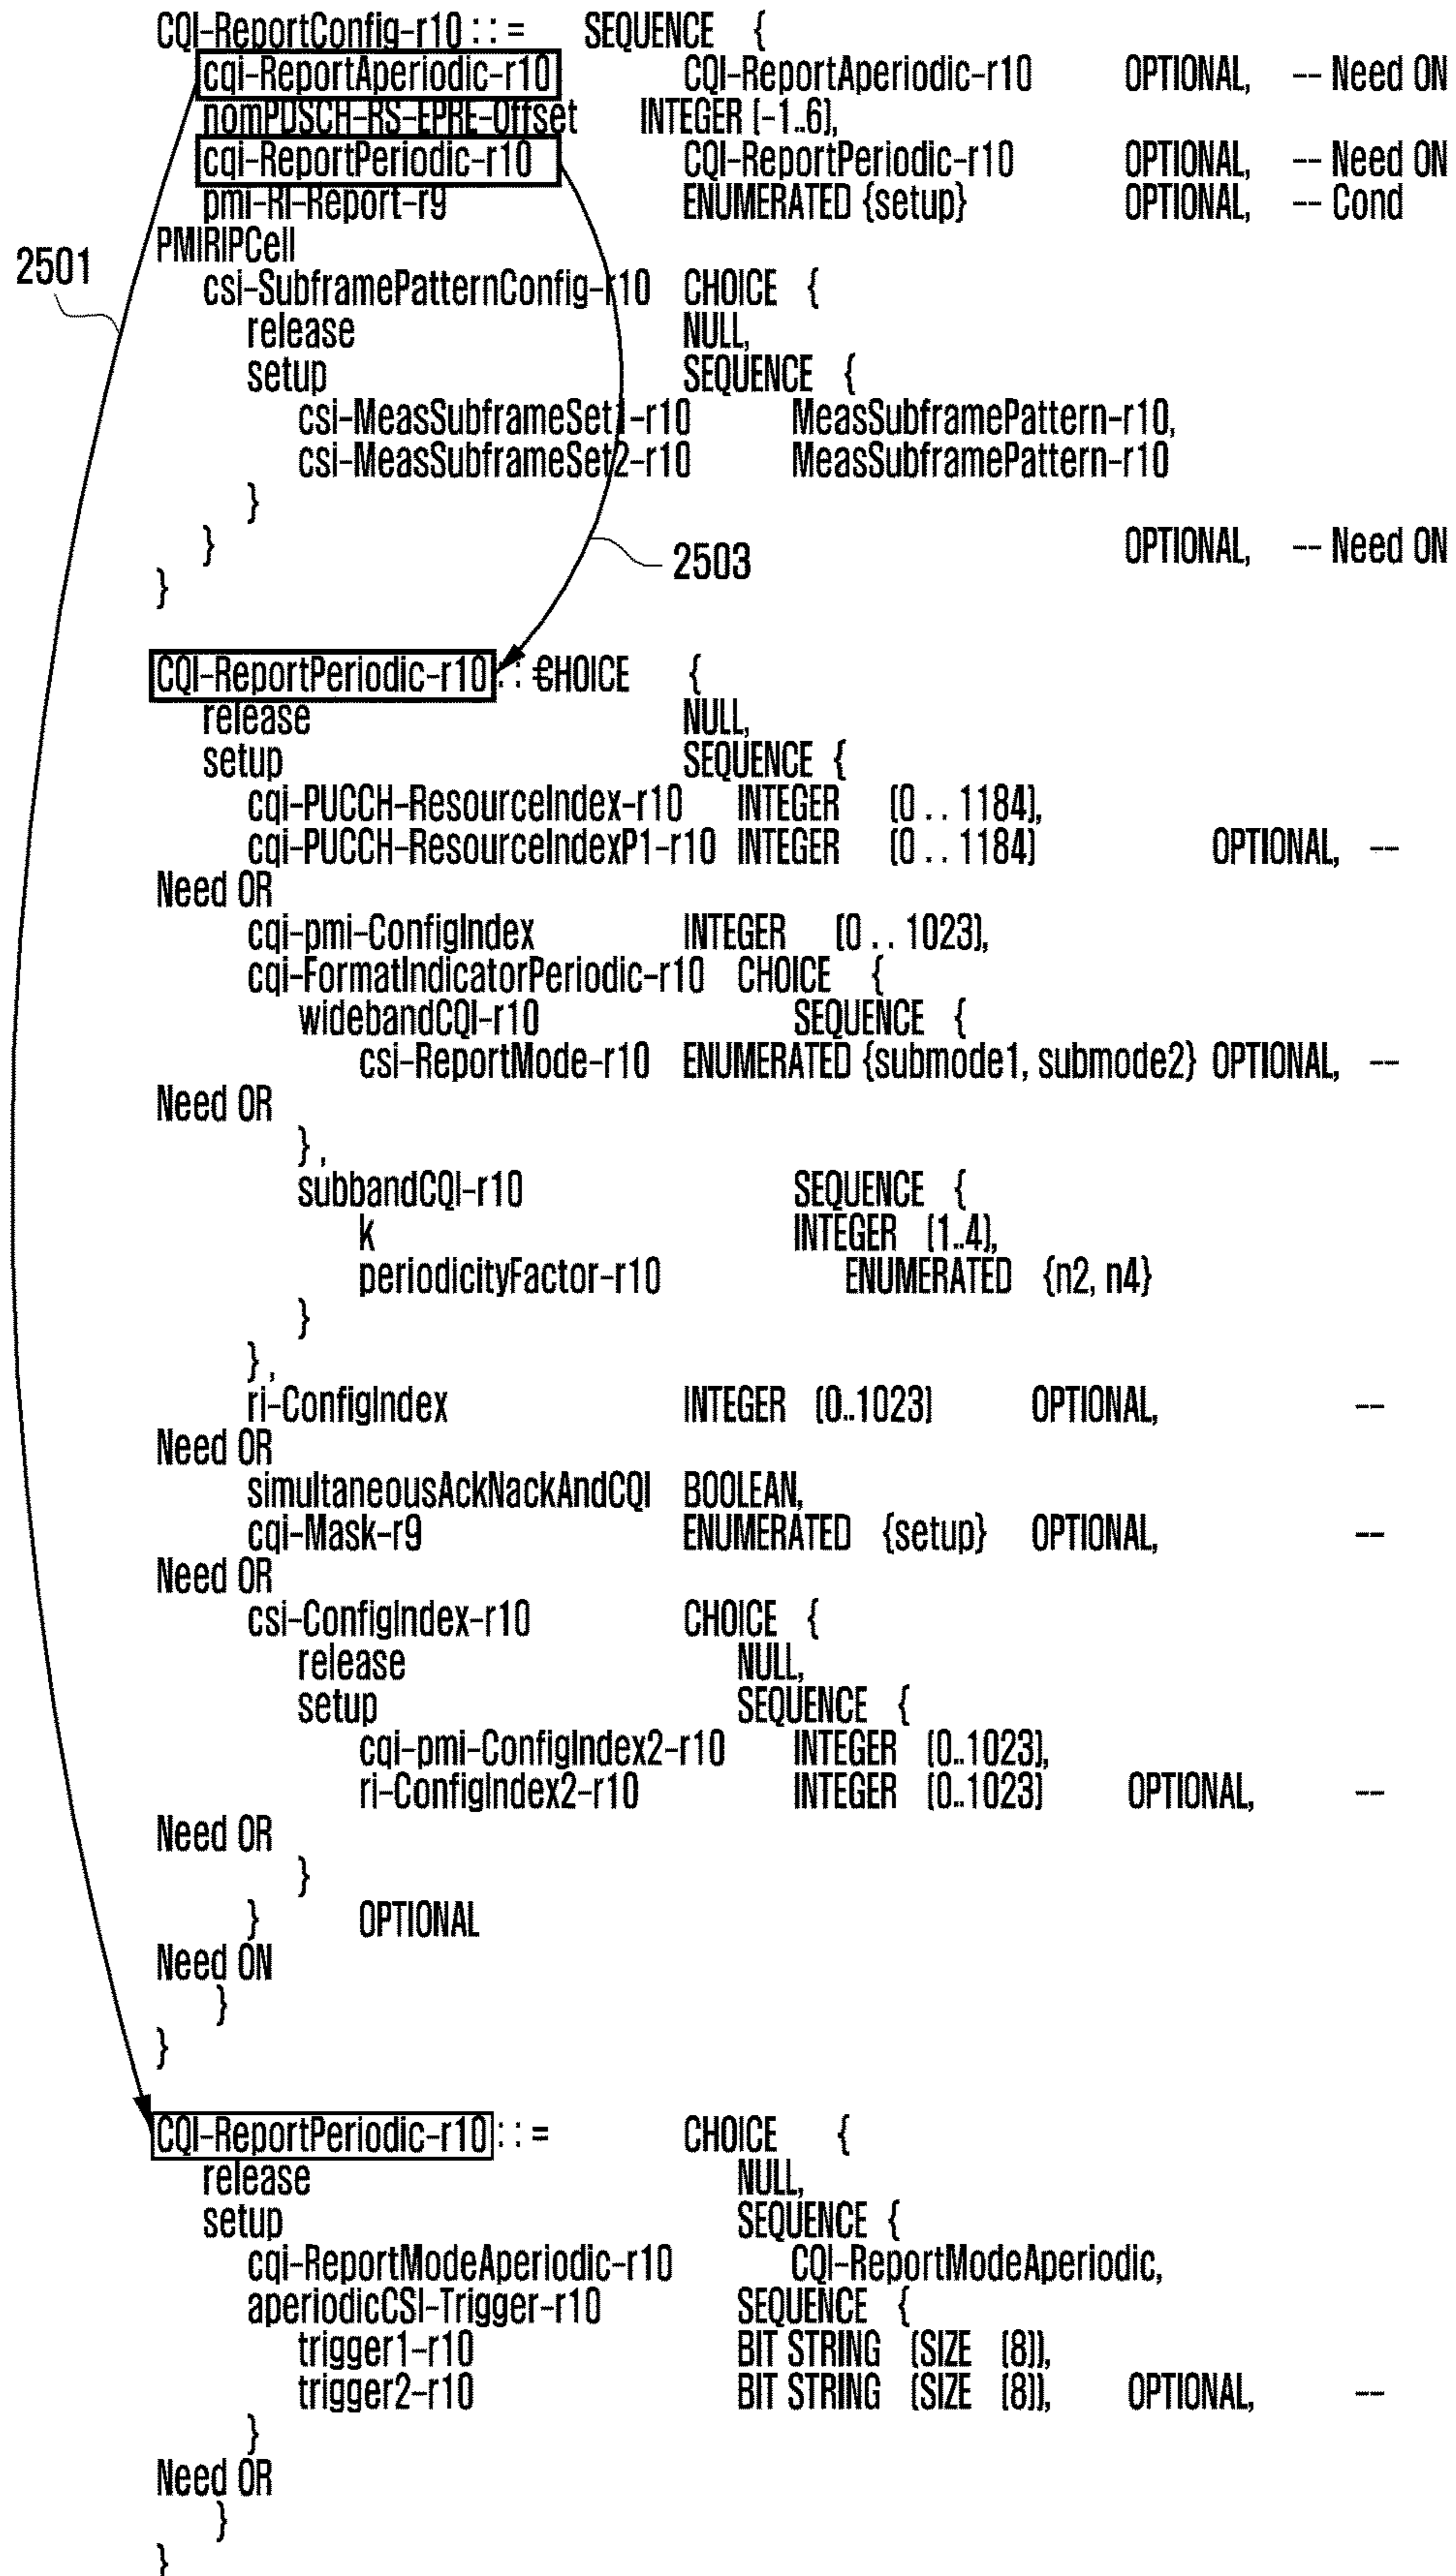 CQI-ReportConfig-r10 : : = SEQUENCE {
cqi-ReportAperiodic-r10 CQI-ReportAperiodic-r10 OPTIONAL, -- Need ON
nomPDSCH-RS-EPRE-Offset INTEGER (-1..6),
cqi-ReportPeriodic-r10 CQI-ReportPeriodic-r10 OPTIONAL, -- Need ON
pmi-RI-Report-r9 ENUMERATED {setup} OPTIONAL, -- Cond
PMIRIPCell
2501
csi-SubframePatternConfig-r10 CHOICE {
release NULL,
setup SEQUENCE {
csi-MeasSubframeSet1-r10 MeasSubframePattern-r10,
csi-MeasSubframeSet2-r10 MeasSubframePattern-r10
}
} OPTIONAL, -- Need ON
2503
}
CQI-ReportPeriodic-r10 : : €HOICE {
release NULL,
setup SEQUENCE {
cqi-PUCCH-ResourceIndex-r10 INTEGER (0 . . 1184),
cqi-PUCCH-ResourceIndexP1-r10 INTEGER (0 . . 1184) OPTIONAL, --
Need OR
cqi-pmi-ConfigIndex INTEGER (0 . . 1023),
cqi-FormatIndicatorPeriodic-r10 CHOICE {
widebandCQI-r10 SEQUENCE {
csi-ReportMode-r10 ENUMERATED {submode1, submode2} OPTIONAL, --
Need OR
} ,
subbandCQI-r10 SEQUENCE {
k INTEGER (1..4),
periodicityFactor-r10 ENUMERATED {n2, n4}
}
} ,
ri-ConfigIndex INTEGER (0..1023) OPTIONAL, --
Need OR
simultaneousAckNackAndCQI BOOLEAN,
cqi-Mask-r9 ENUMERATED {setup} OPTIONAL, --
Need OR
csi-ConfigIndex-r10 CHOICE {
release NULL,
setup SEQUENCE {
cqi-pmi-ConfigIndex2-r10 INTEGER (0..1023),
ri-ConfigIndex2-r10 INTEGER (0..1023) OPTIONAL, --
Need OR
}
} OPTIONAL
Need ON
}
}
CQI-ReportPeriodic-r10 : : = CHOICE {
release NULL,
setup SEQUENCE {
cqi-ReportModeAperiodic-r10 CQI-ReportModeAperiodic,
aperiodicCSI-Trigger-r10 SEQUENCE {
trigger1-r10 BIT STRING (SIZE (8)),
trigger2-r10 BIT STRING (SIZE (8)), OPTIONAL, --
}
Need OR
}
}